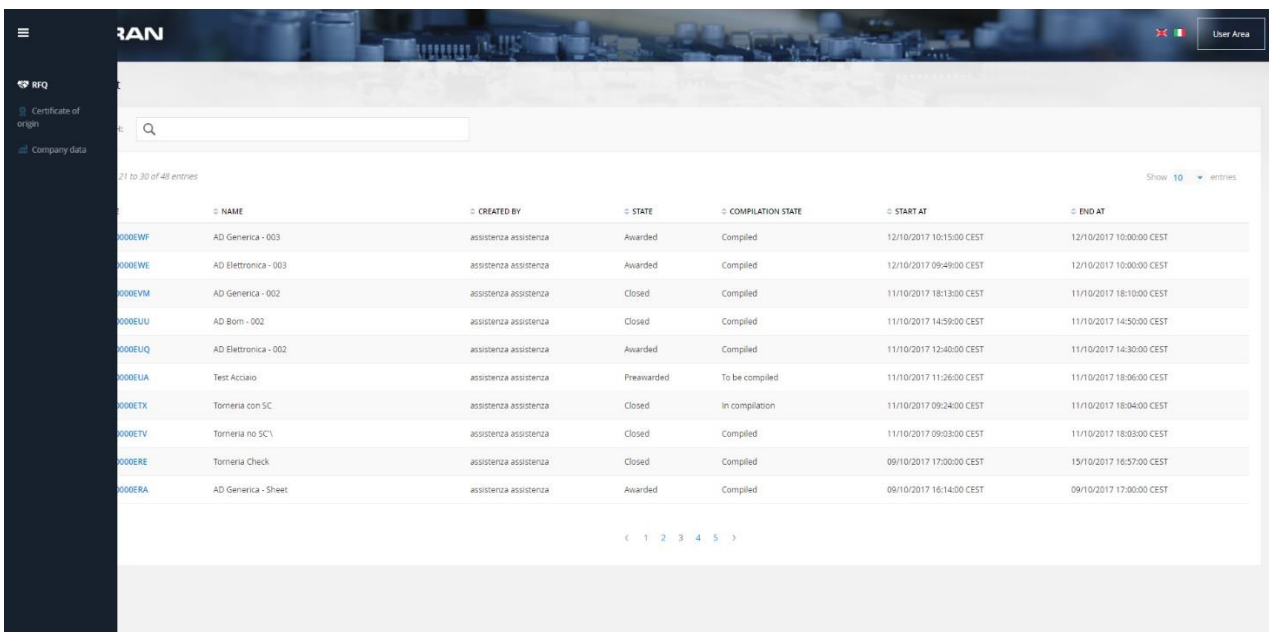 RAN
User Area
RFQ
Certificate of
origin
Company data
21 to 30 of 48 entries
Show 10 entries
NAME CREATED BY STATE COMPILATION STATE START AT END AT
0000EWF AD Generica - 003 assistenza assistenza Awarded Compiled 12/10/2017 10:15:00 CEST 12/10/2017 10:00:00 CEST
0000EWE AD Elettronica - 003 assistenza assistenza Awarded Compiled 12/10/2017 09:49:00 CEST 12/10/2017 10:00:00 CEST
0000EVM AD Generica - 002 assistenza assistenza Closed Compiled 11/10/2017 18:13:00 CEST 11/10/2017 18:10:00 CEST
0000EUU AD Bom - 002 assistenza assistenza Closed Compiled 11/10/2017 14:59:00 CEST 11/10/2017 14:50:00 CEST
0000EUQ AD Elettronica - 002 assistenza assistenza Awarded Compiled 11/10/2017 12:40:00 CEST 11/10/2017 14:30:00 CEST
0000EUA Test Acciaio assistenza assistenza Preawarded To be compiled 11/10/2017 11:26:00 CEST 11/10/2017 18:06:00 CEST
0000ETX Torneria con SC assistenza assistenza Closed In compilation 11/10/2017 09:24:00 CEST 11/10/2017 18:04:00 CEST
0000ETV Torneria no SC'\ assistenza assistenza Closed Compiled 11/10/2017 09:03:00 CEST 11/10/2017 18:03:00 CEST
0000ERE Torneria Check assistenza assistenza Closed Compiled 09/10/2017 17:00:00 CEST 15/10/2017 16:57:00 CEST
0000ERA AD Generica - Sheet assistenza assistenza Awarded Compiled 09/10/2017 16:14:00 CEST 09/10/2017 17:00:00 CEST
‹ 1 2 3 4 5 ›